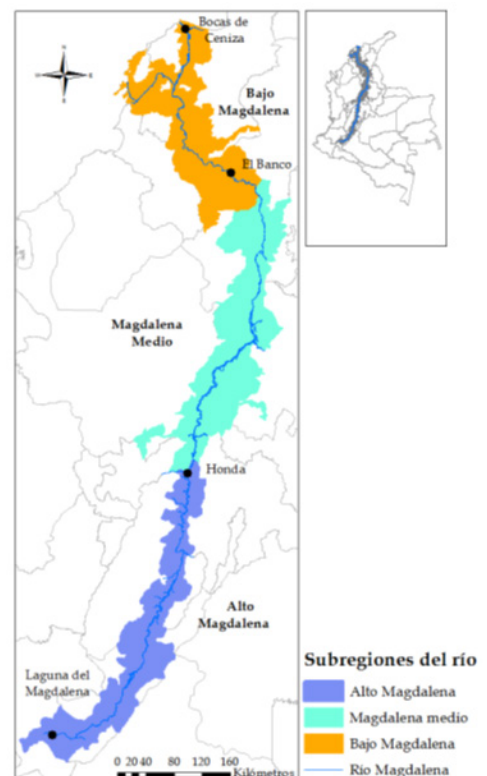 Bocas de
Ceniza
Bajo
Magdalena
El Banco
Magdalena
Medio
Honda
Alto
Magdalena
Laguna del
Magdalena
0 20 40 80 120 160
Kilómetros
Subregiones del río
Alto Magdalena
Magdalena medio
Bajo Magdalena
Río Magdalena